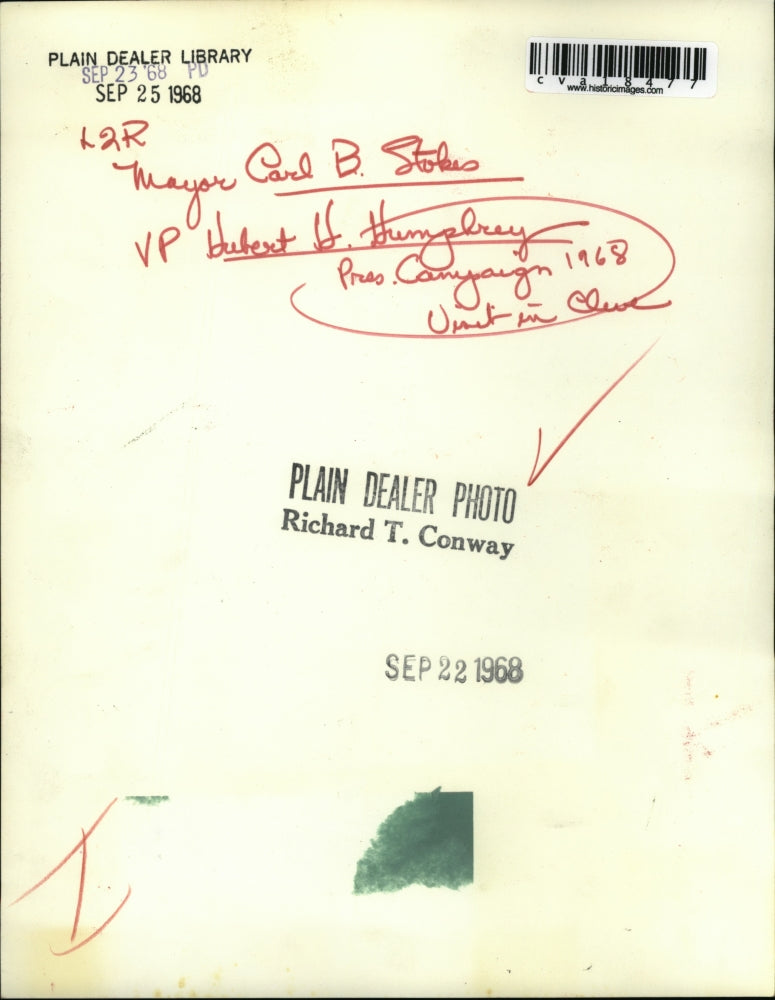 PLAIN DEALER LIBRARY
SEP 23 '68 PD
SEP 25 1968
cva18477
www.historicimages.com
L2R
Mayor Carl B. Stokes
VP Hubert H. Humphrey
Pres. Campaign 1968
Visit in Cleve
PLAIN DEALER PHOTO
Richard T. Conway
SEP 22 1968
I